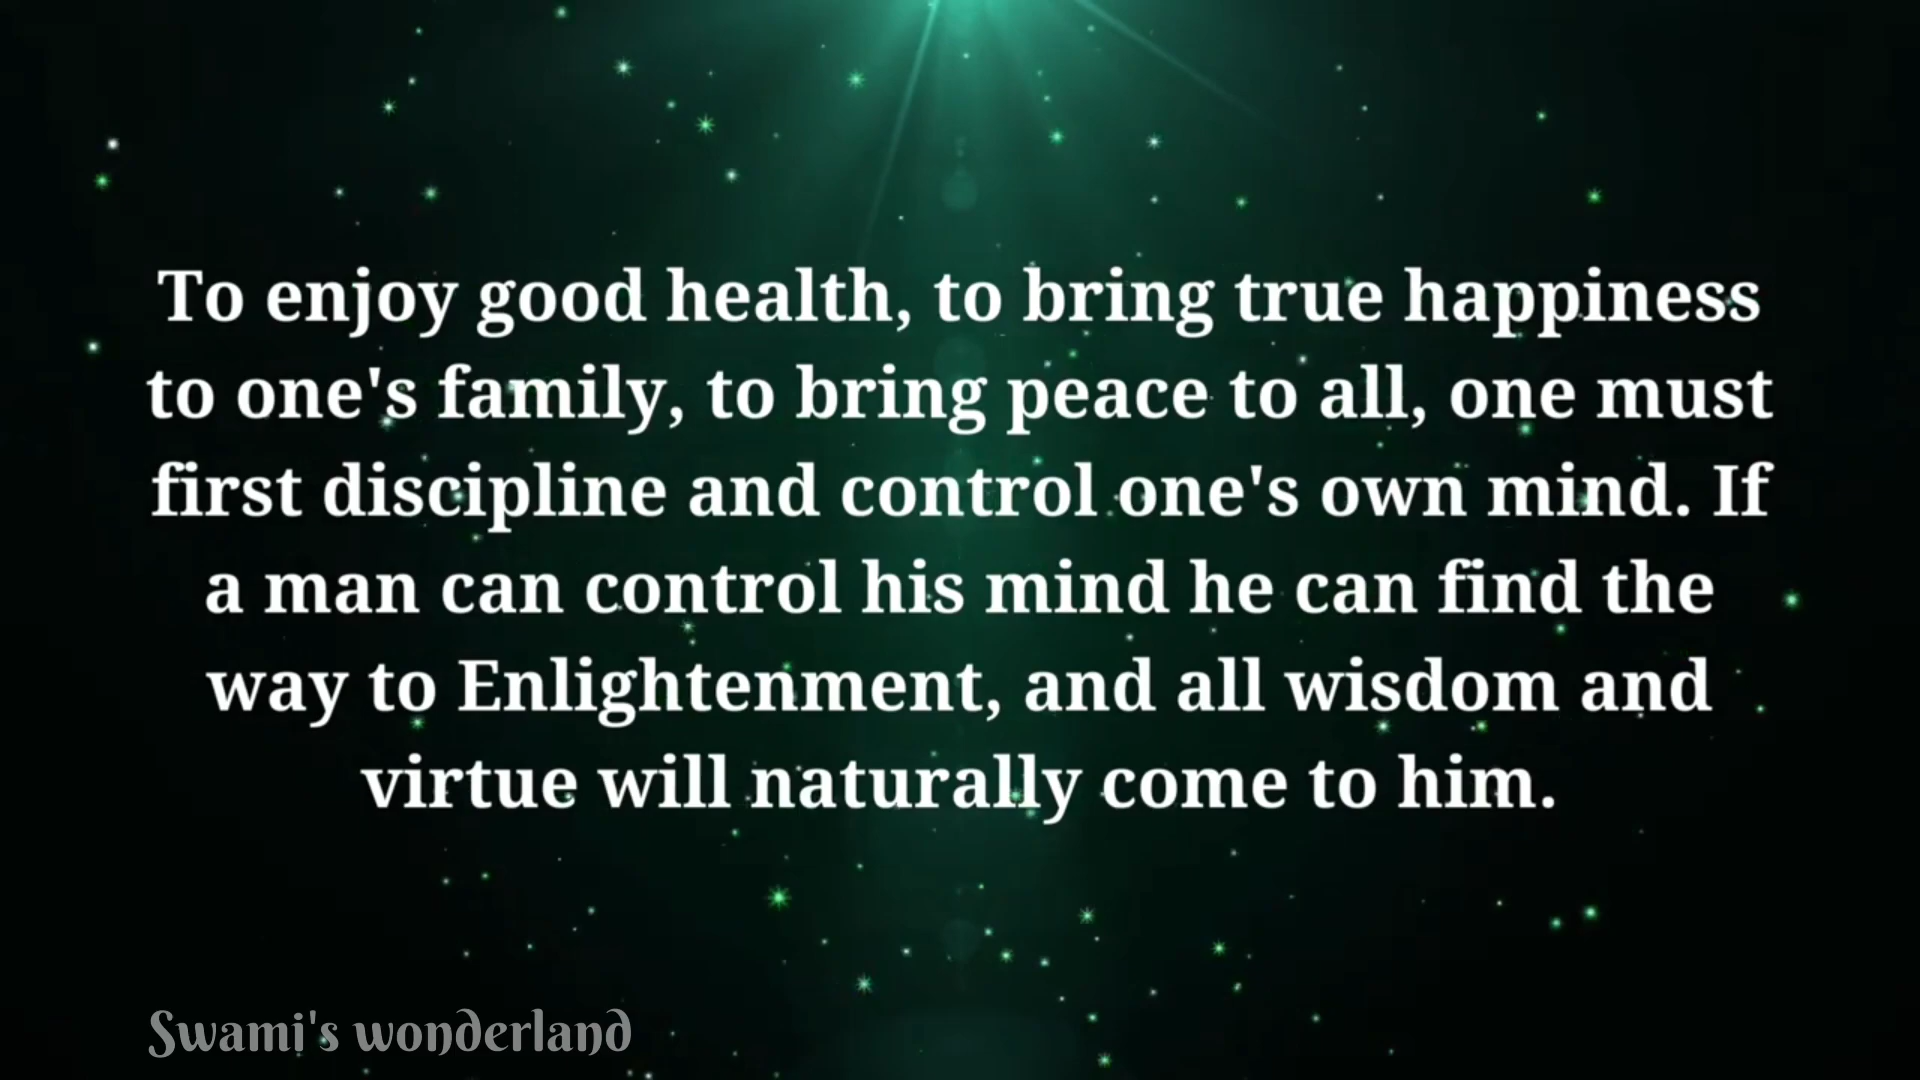 To enjoy good health, to bring true happiness
to one's family, to bring peace to all, one must
first discipline and control one's own mind. If
a man can control his mind he can find the
way to Enlightenment, and all wisdom and
virtue will naturally come to him.
Swami's wonderland